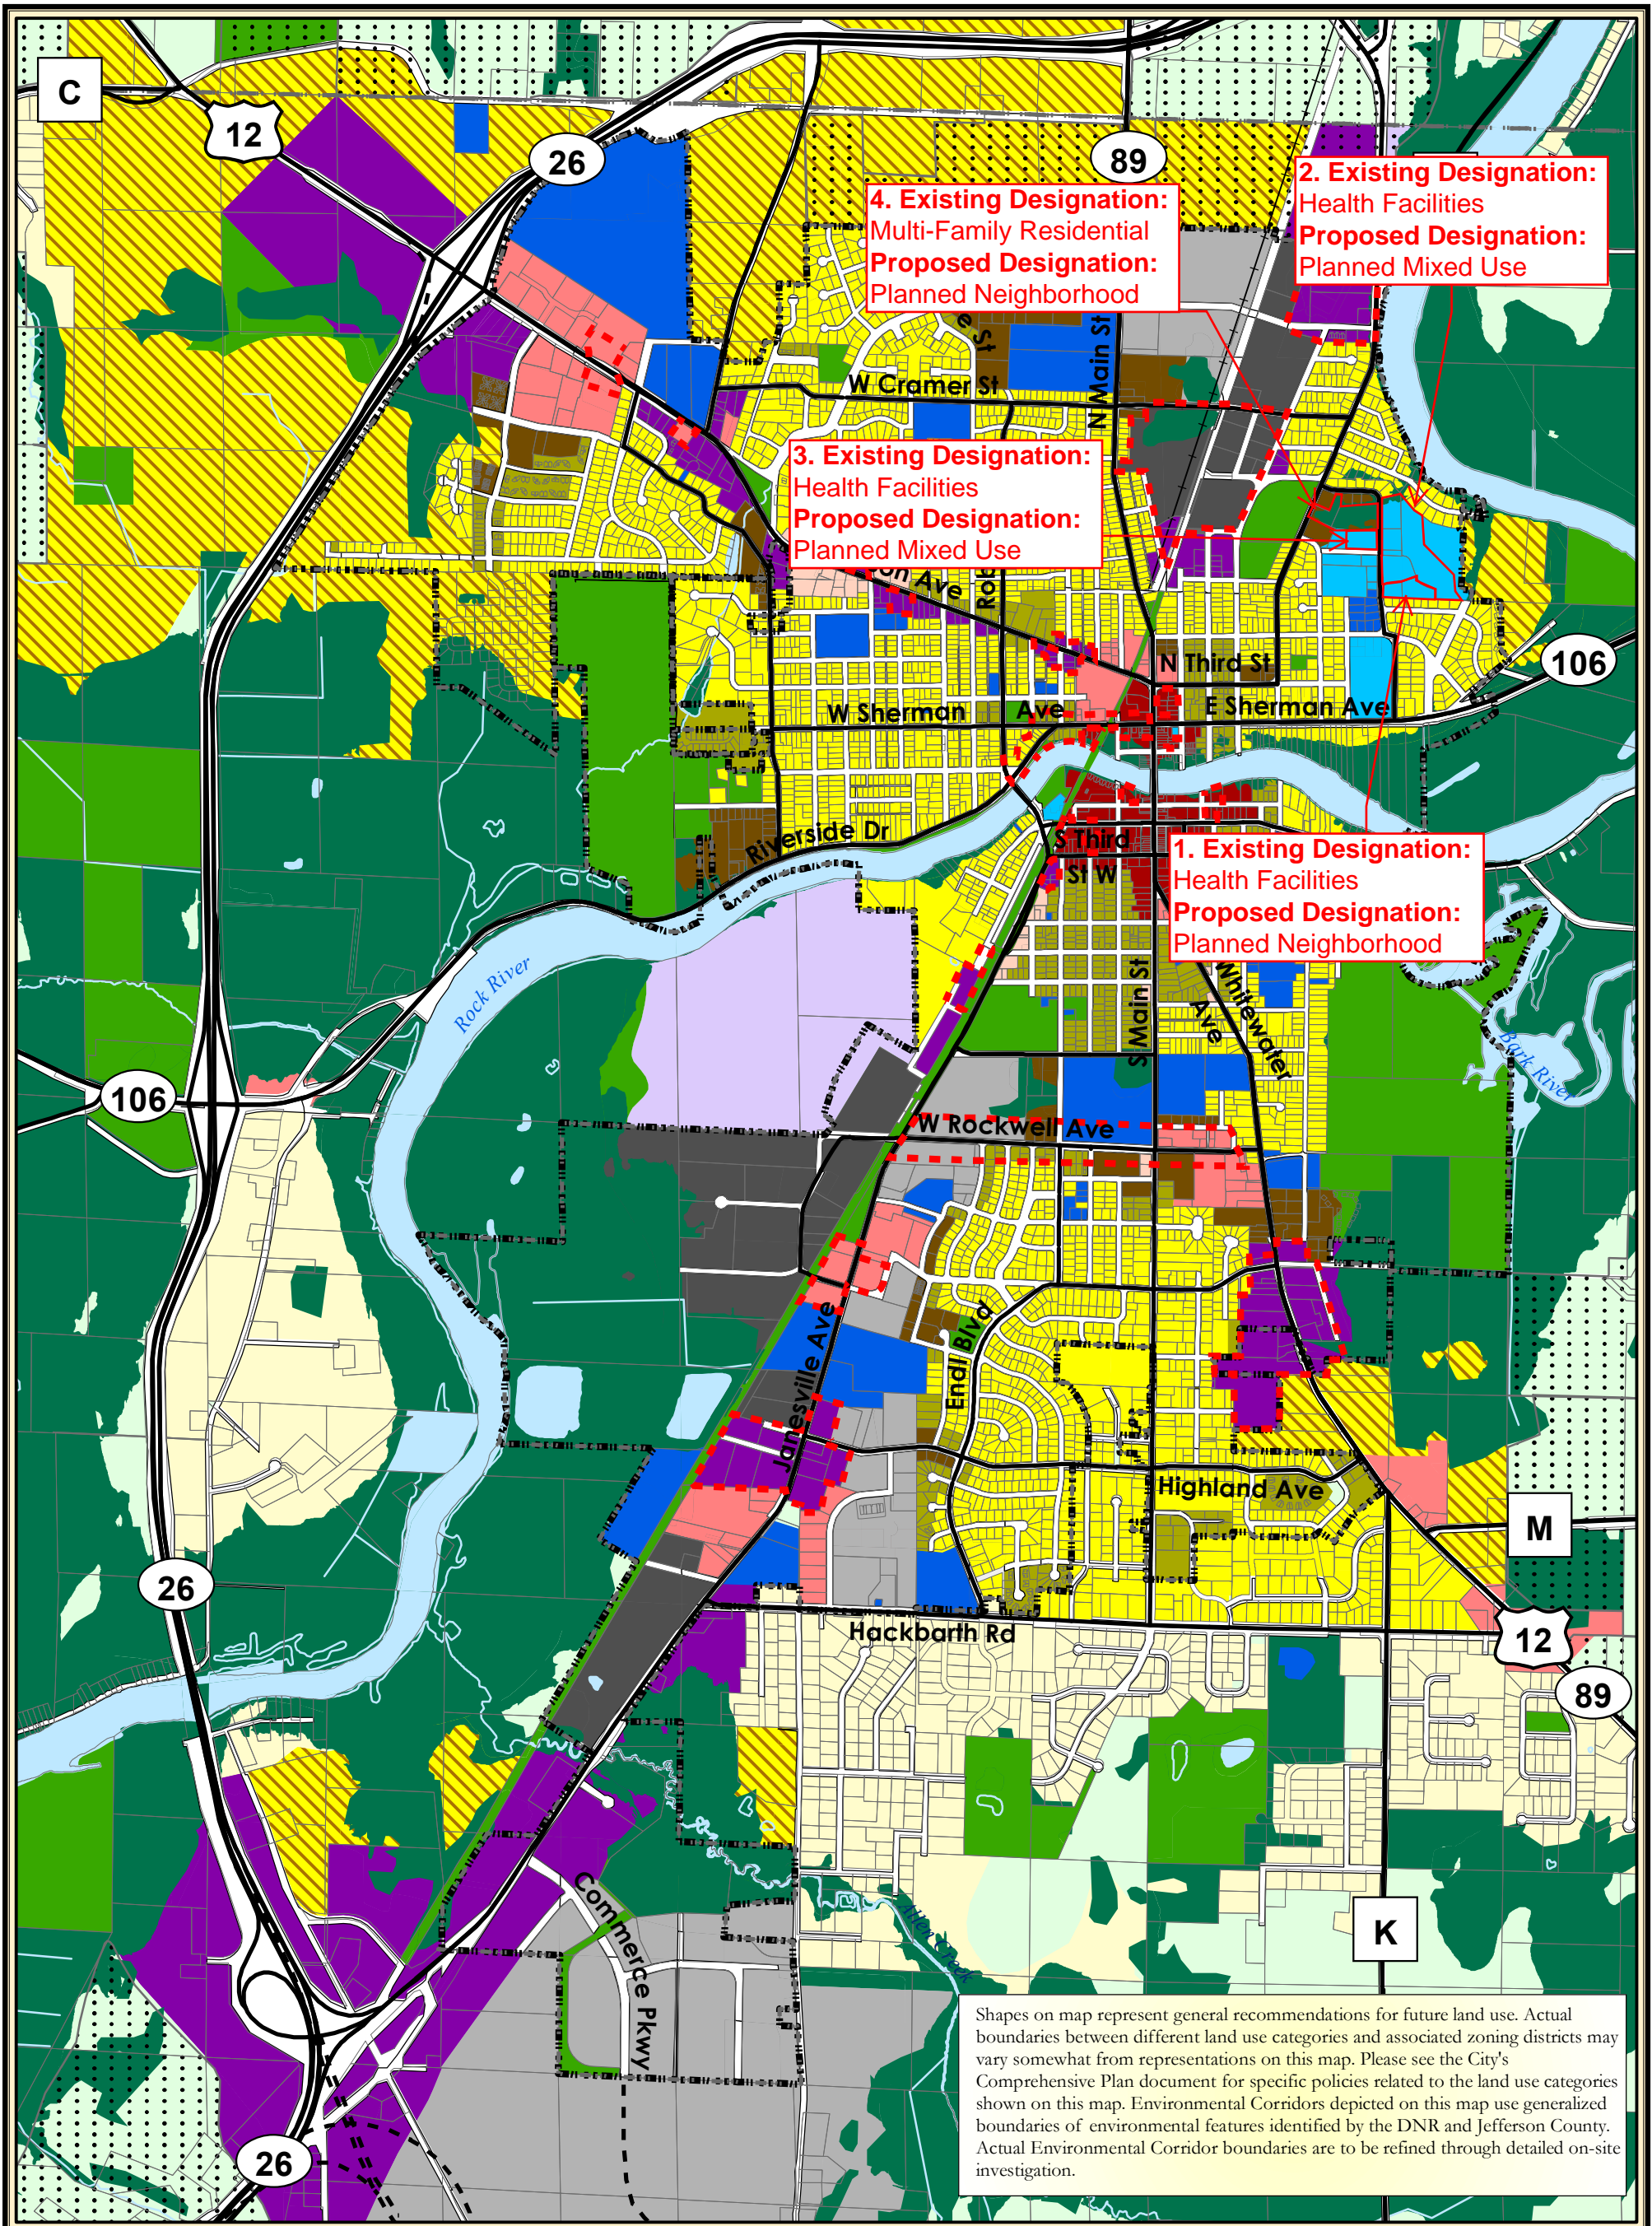 C
12
26
89
4. Existing Designation:
Multi-Family Residential
Proposed Designation:
Planned Neighborhood
2. Existing Designation:
Health Facilities
Proposed Designation:
Planned Mixed Use
N Main St
W Cramer St
3. Existing Designation:
Health Facilities
Proposed Designation:
Planned Mixed Use
Ave
N Third St
106
W Sherman Ave
E Sherman Ave
Riverside Dr
S Third
St W
1. Existing Designation:
Health Facilities
Proposed Designation:
Planned Neighborhood
Rock River
S Main St
Whitewater
Ave
Bark River
106
W Rockwell Ave
Janesville Ave
Endl Blvd
Highland Ave
M
26
Hackbarth Rd
12
89
Commerce Pkwy
Allen Creek
K
26
Shapes on map represent general recommendations for future land use. Actual
boundaries between different land use categories and associated zoning districts may
vary somewhat from representations on this map. Please see the City's
Comprehensive Plan document for specific policies related to the land use categories
shown on this map. Environmental Corridors depicted on this map use generalized
boundaries of environmental features identified by the DNR and Jefferson County.
Actual Environmental Corridor boundaries are to be refined through detailed on-site
investigation.